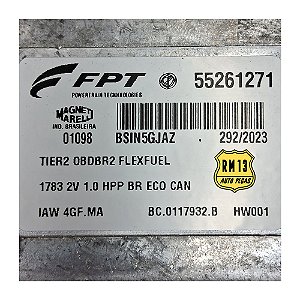 FPT 55261271
POWERTRAIN TECHNOLOGIES
MAGNETI MARELLI
IND. BRASILEIRA
01098 BSIN5GJAZ . 292/2023
TIER2 OBDBR2 FLEXFUEL
RM 13
AUTO PEÇAS
1783 2V 1.0 HPP BR ECO CAN
IAW 4GF.MA BC.0117932.B HW001